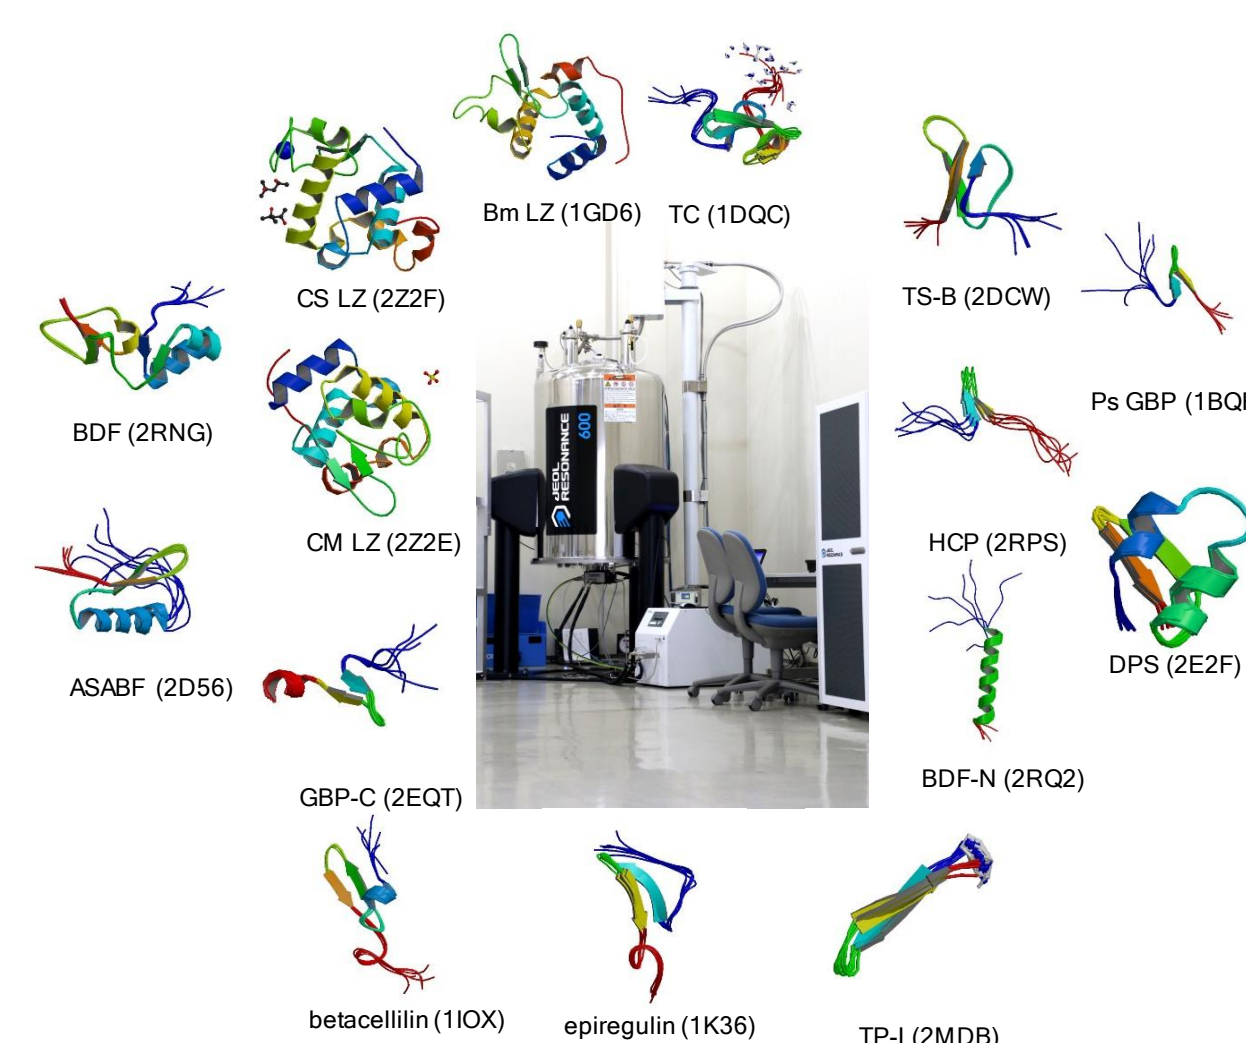 Bm LZ (1GD6)
TC (1DQC)
CS LZ (2Z2F)
TS-B (2DCW)
BDF (2RNG)
Ps GBP (1BQ
JEOL
RESONANCE
600
CM LZ (2Z2E)
HCP (2RPS)
ASABF (2D56)
DPS (2E2F)
GBP-C (2EQT)
BDF-N (2RQ2)
betacellilin (1IOX)
epiregulin (1K36)
TP-I (2MDB)